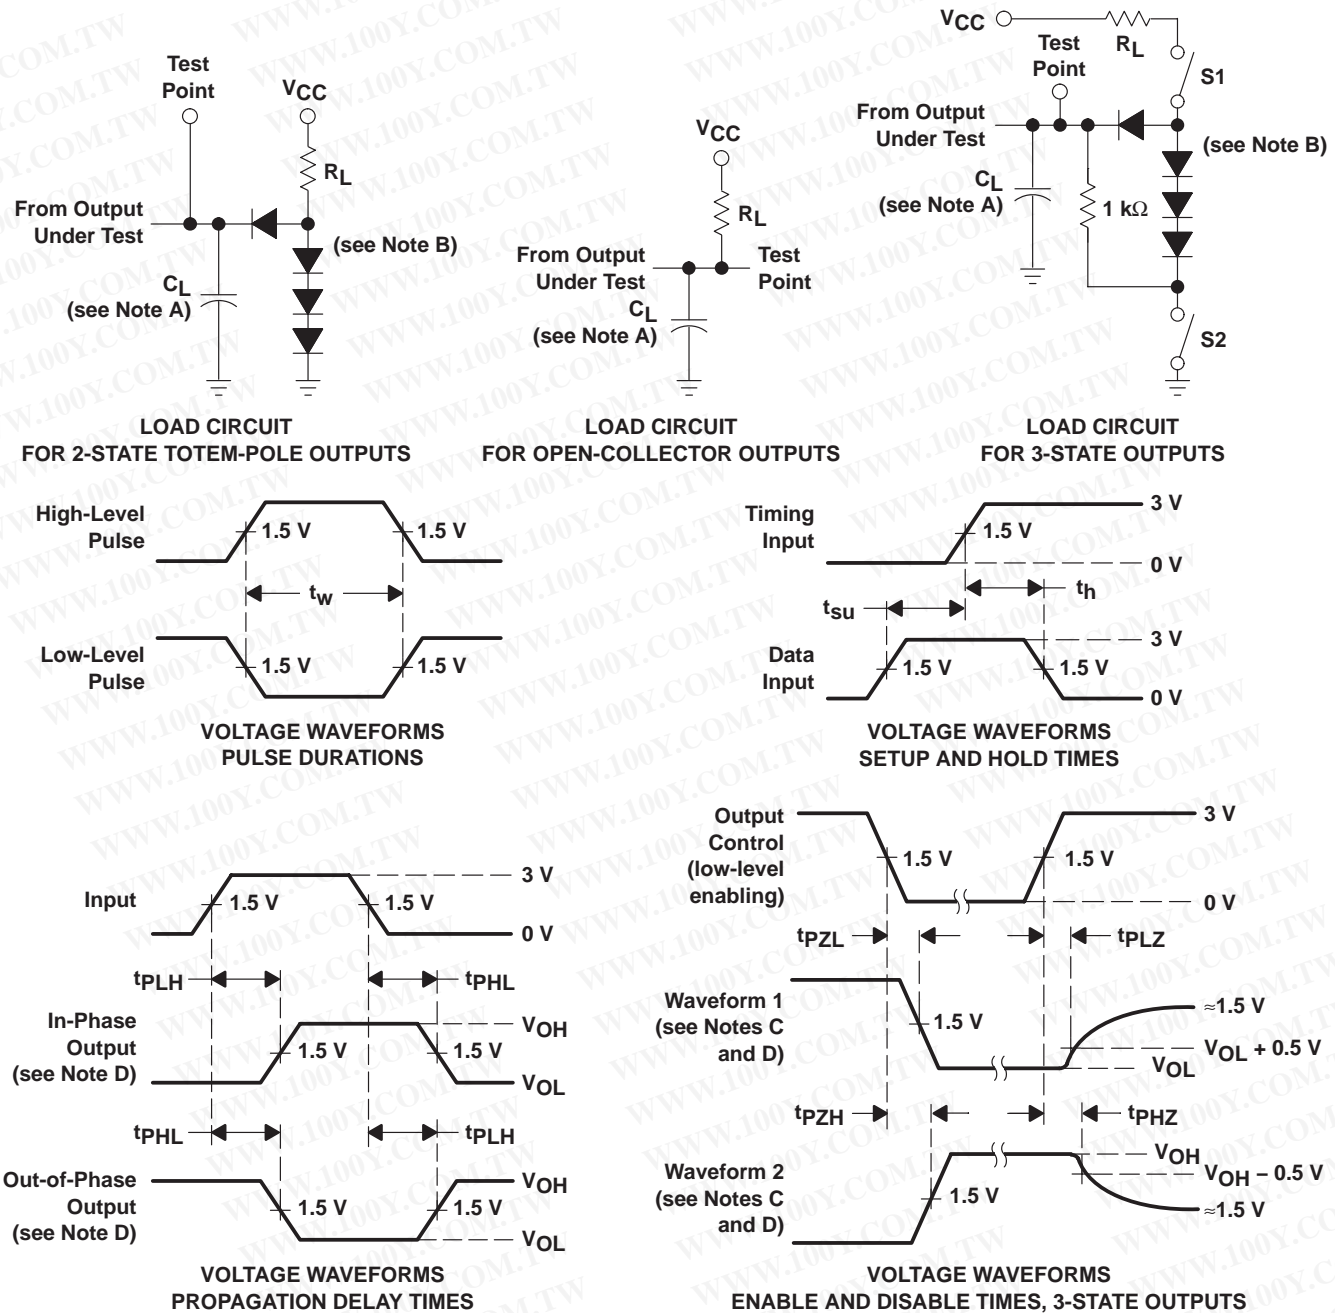 Test
Point
VCC
RL
From Output
Under Test
(see Note B)
CL
(see Note A)
LOAD CIRCUIT
FOR 2-STATE TOTEM-POLE OUTPUTS
VCC
RL
From Output
Under Test
Test
Point
CL
(see Note A)
LOAD CIRCUIT
FOR OPEN-COLLECTOR OUTPUTS
VCC
RL
Test
Point
S1
From Output
Under Test
(see Note B)
CL
(see Note A)
1 kΩ
S2
LOAD CIRCUIT
FOR 3-STATE OUTPUTS
High-Level
Pulse
1.5 V
1.5 V
tw
Low-Level
Pulse
1.5 V
1.5 V
VOLTAGE WAVEFORMS
PULSE DURATIONS
Timing
Input
1.5 V
3 V
0 V
th
tsu
Data
Input
1.5 V
1.5 V
3 V
0 V
VOLTAGE WAVEFORMS
SETUP AND HOLD TIMES
Input
1.5 V
1.5 V
3 V
0 V
tPLH
tPHL
In-Phase
Output
(see Note D)
1.5 V
1.5 V
VOH
VOL
tPHL
tPLH
Out-of-Phase
Output
(see Note D)
1.5 V
1.5 V
VOH
VOL
VOLTAGE WAVEFORMS
PROPAGATION DELAY TIMES
Output
Control
(low-level
enabling)
1.5 V
1.5 V
3 V
0 V
tPZL
tPLZ
Waveform 1
(see Notes C
and D)
1.5 V
≈1.5 V
VOL + 0.5 V
VOL
tPZH
tPHZ
Waveform 2
(see Notes C
and D)
1.5 V
VOH
VOH – 0.5 V
≈1.5 V
VOLTAGE WAVEFORMS
ENABLE AND DISABLE TIMES, 3-STATE OUTPUTS
WWW.100Y.COM.TW